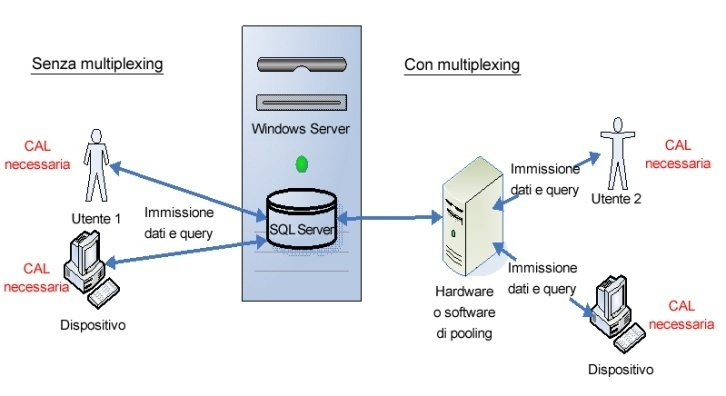 Senza multiplexing
Con multiplexing
Windows Server
SQL Server
CAL
necessaria
Utente 1
Immissione
dati e query
CAL
necessaria
Dispositivo
Hardware
o software
di pooling
Immissione
dati e query
Utente 2
CAL
necessaria
Immissione
dati e query
CAL
necessaria
Dispositivo